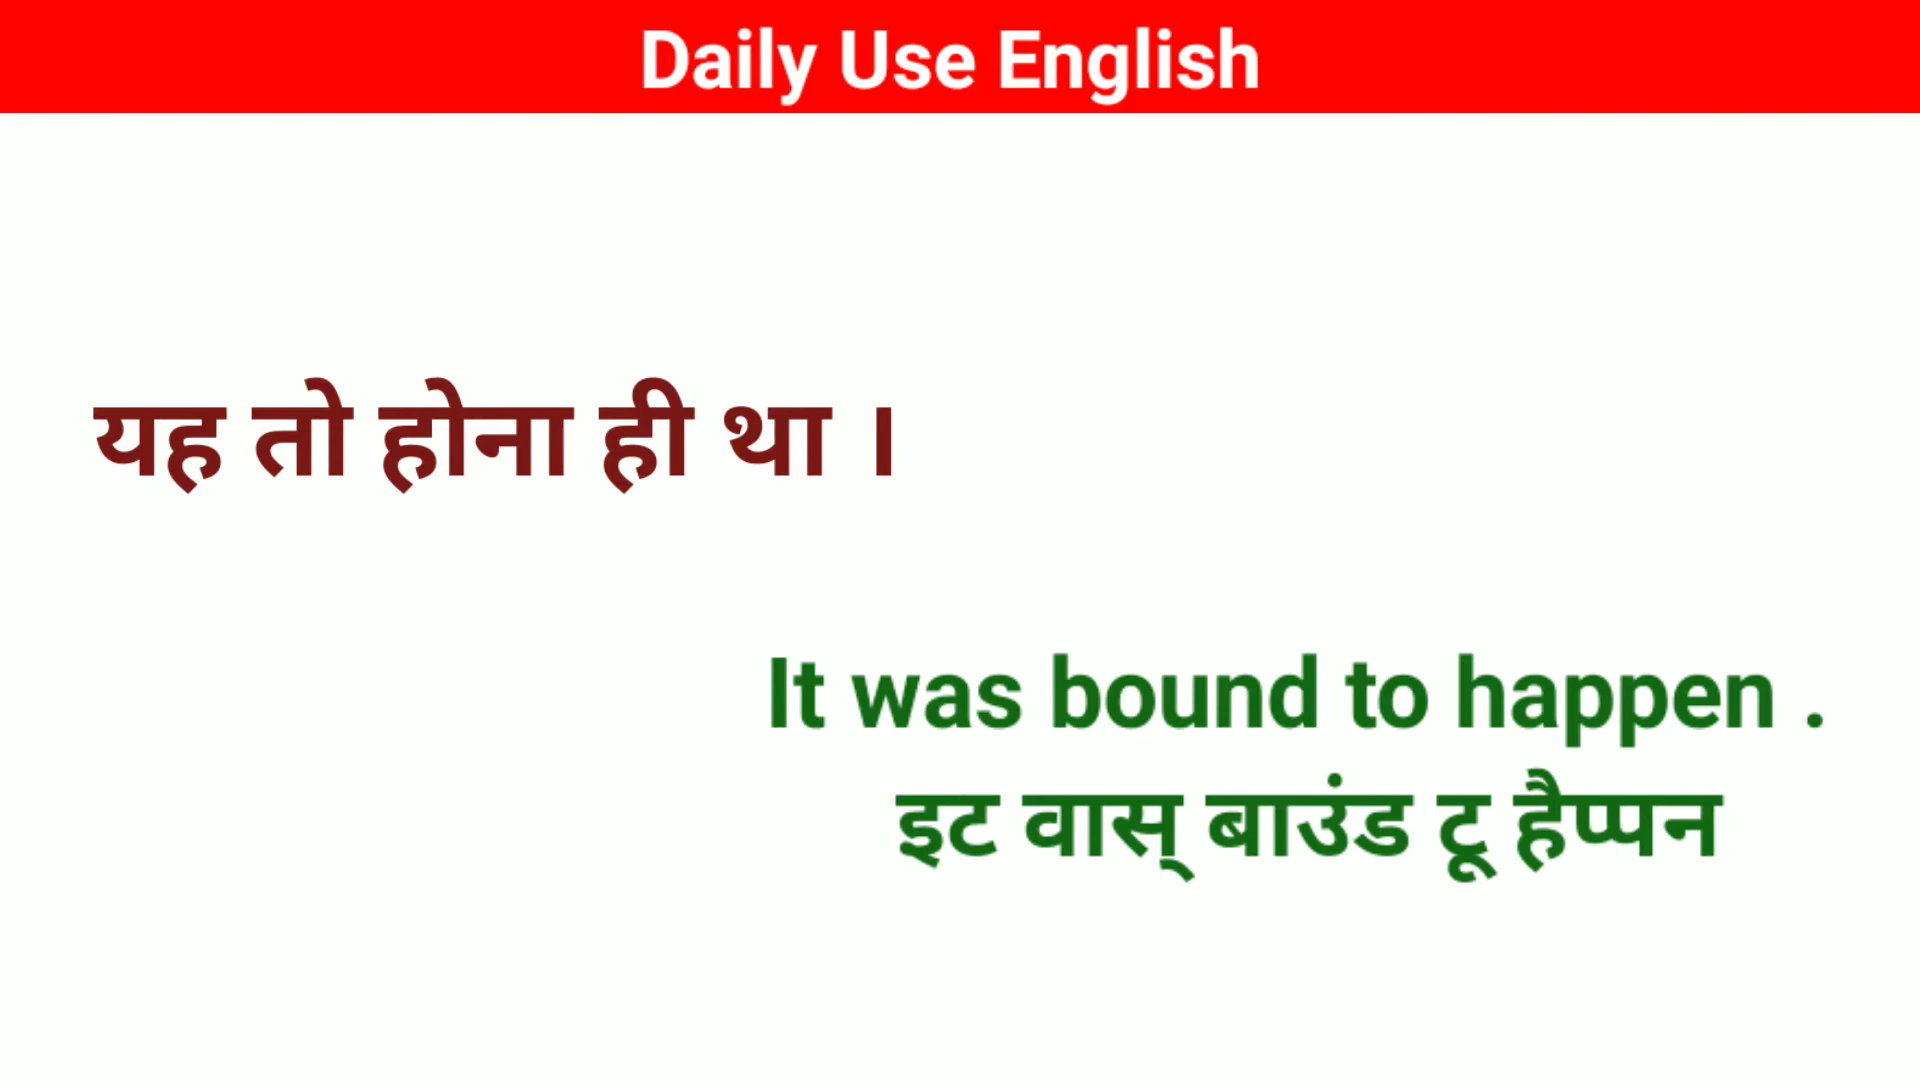 Daily Use English
यह तो होना ही था ।
It was bound to happen .
इट वास् बाउंड टू हैप्पन